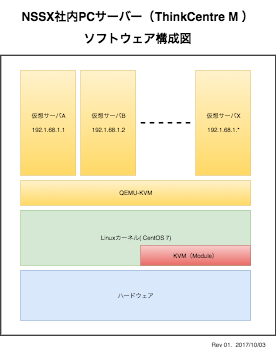 NSSX社内PCサーバー（ThinkCentre M ）
ソフトウェア構成図
仮想サーバA
192.1.68.1.1
仮想サーバB
192.1.68.1.2
仮想サーバX
192.1.68.1.*
QEMU-KVM
Linuxカーネル( CentOS 7)
KVM（Module）
ハードウェア
Rev 01. 2017/10/03